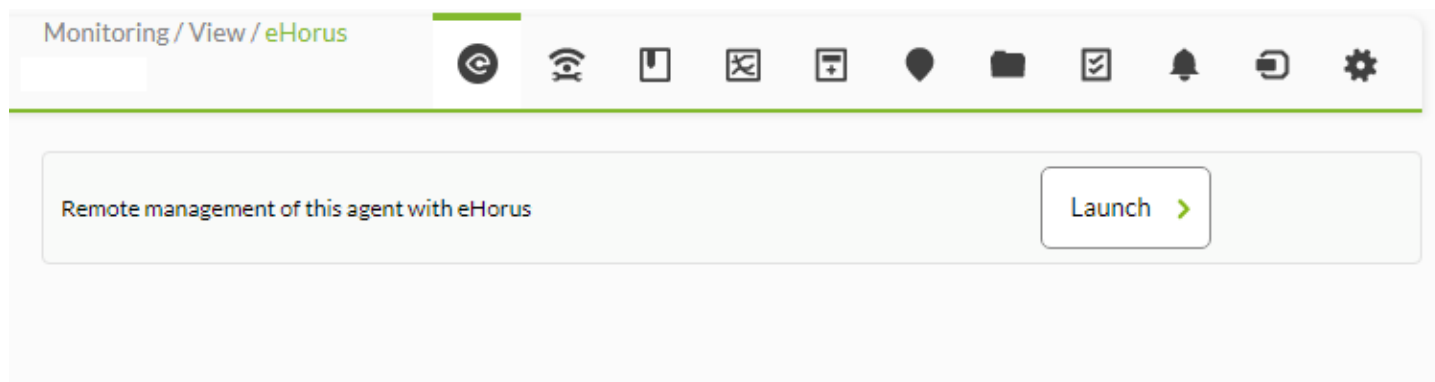 Monitoring / View / eHorus
Remote management of this agent with eHorus
Launch